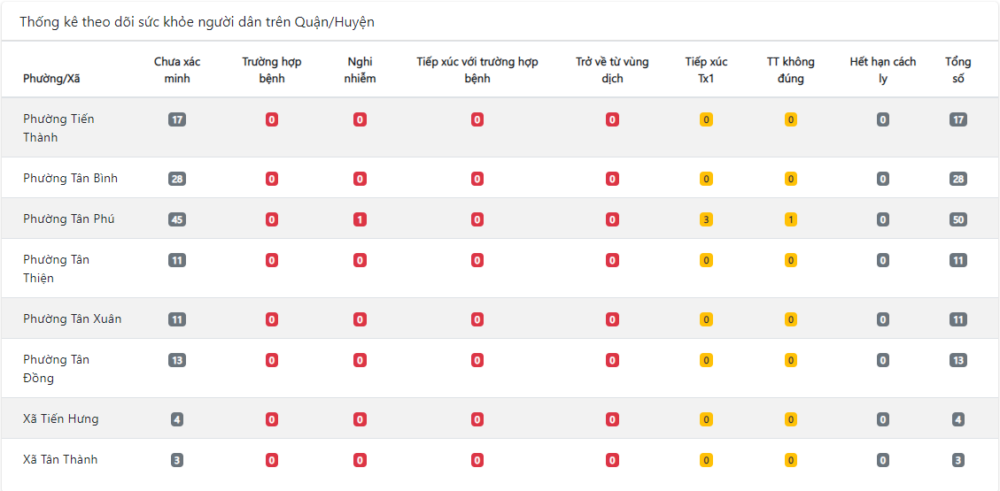 Thống kê theo dõi sức khỏe người dân trên Quận/Huyện
Phường/Xã Chưa xác minh Trường hợp bệnh Nghi nhiễm Tiếp xúc với trường hợp bệnh Trở về từ vùng dịch Tiếp xúc Tx1 TT không đúng Hết hạn cách ly Tổng số
Phường Tiến Thành 17 0 0 0 0 0 0 0 17
Phường Tân Bình 28 0 0 0 0 0 0 0 28
Phường Tân Phú 45 0 1 0 0 3 1 0 50
Phường Tân Thiện 11 0 0 0 0 0 0 0 11
Phường Tân Xuân 11 0 0 0 0 0 0 0 11
Phường Tân Đồng 13 0 0 0 0 0 0 0 13
Xã Tiến Hưng 4 0 0 0 0 0 0 0 4
Xã Tân Thành 3 0 0 0 0 0 0 0 3